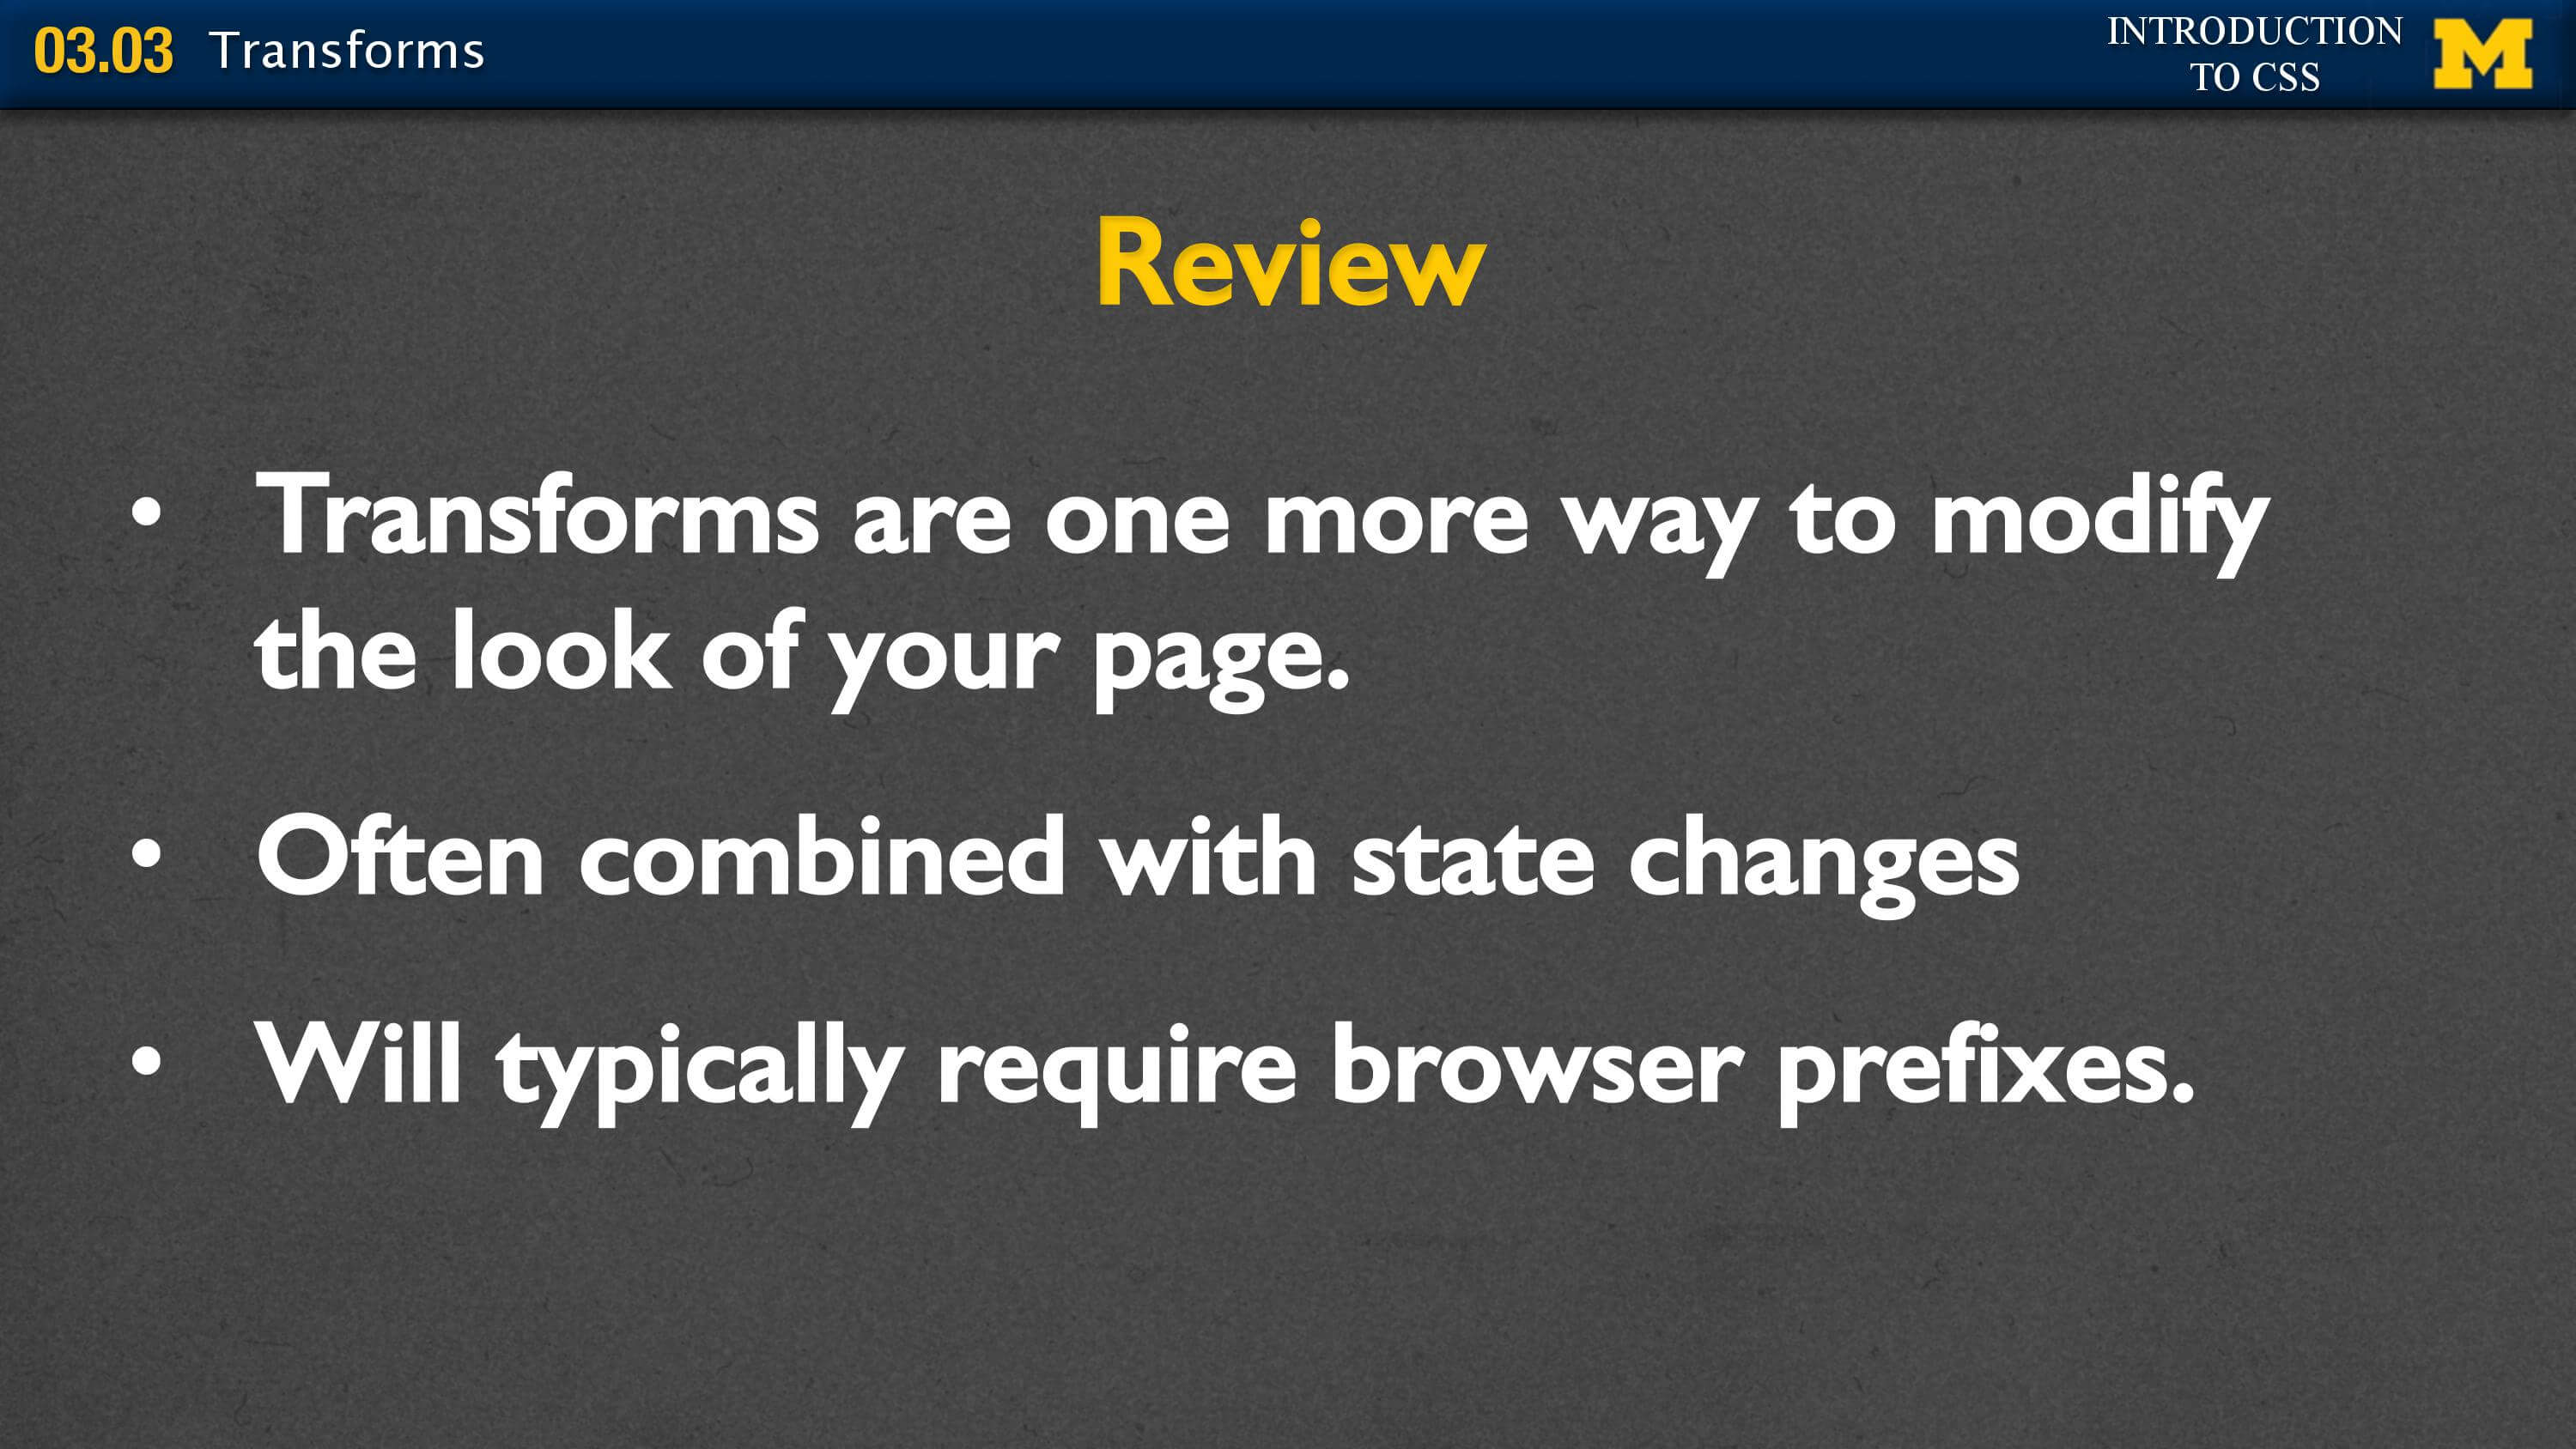 03.03 Transforms
INTRODUCTION
TO CSS
M
Review
• Transforms are one more way to modify
the look of your page.
• Often combined with state changes
• Will typically require browser prefixes.